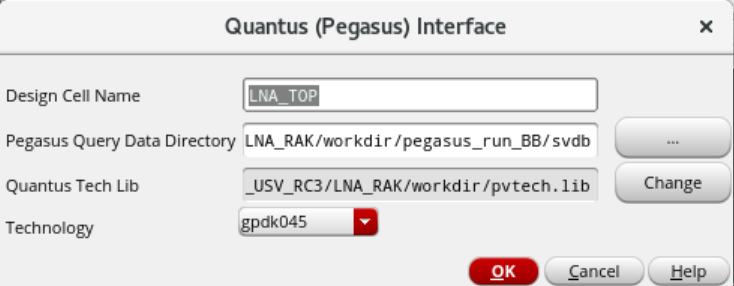 Quantus (Pegasus) Interface
Design Cell Name LNA_TOP
Pegasus Query Data Directory LNA_RAK/workdir/pegasus_run_BB/svdb ...
Quantus Tech Lib _USV_RC3/LNA_RAK/workdir/pvtech.lib Change
Technology gpdk045
OK Cancel Help